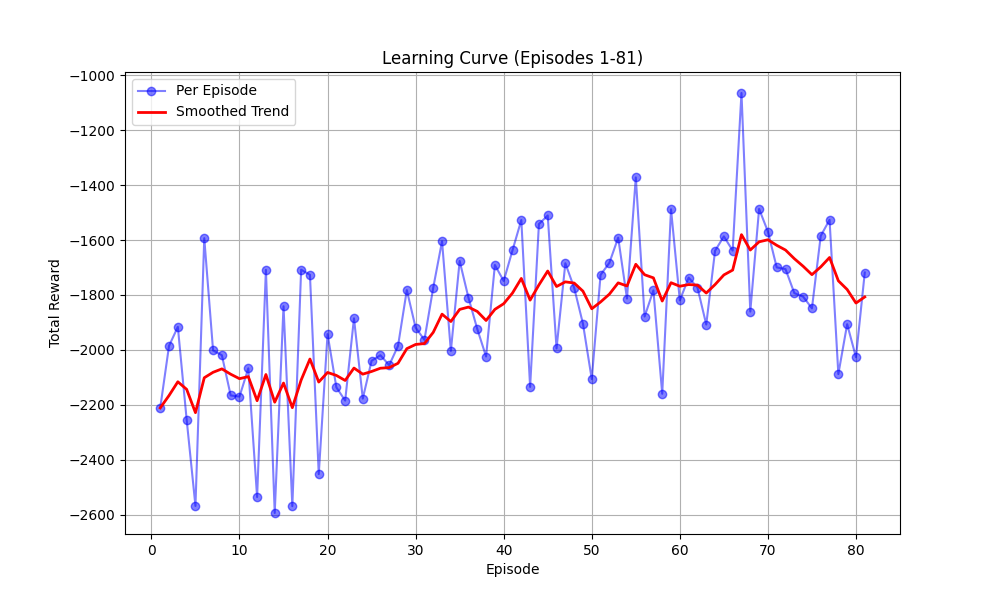 Learning Curve (Episodes 1-81)
Per Episode
Smoothed Trend
Total Reward
−1000
−1200
−1400
−1600
−1800
−2000
−2200
−2400
−2600
0 10 20 30 40 50 60 70 80
Episode